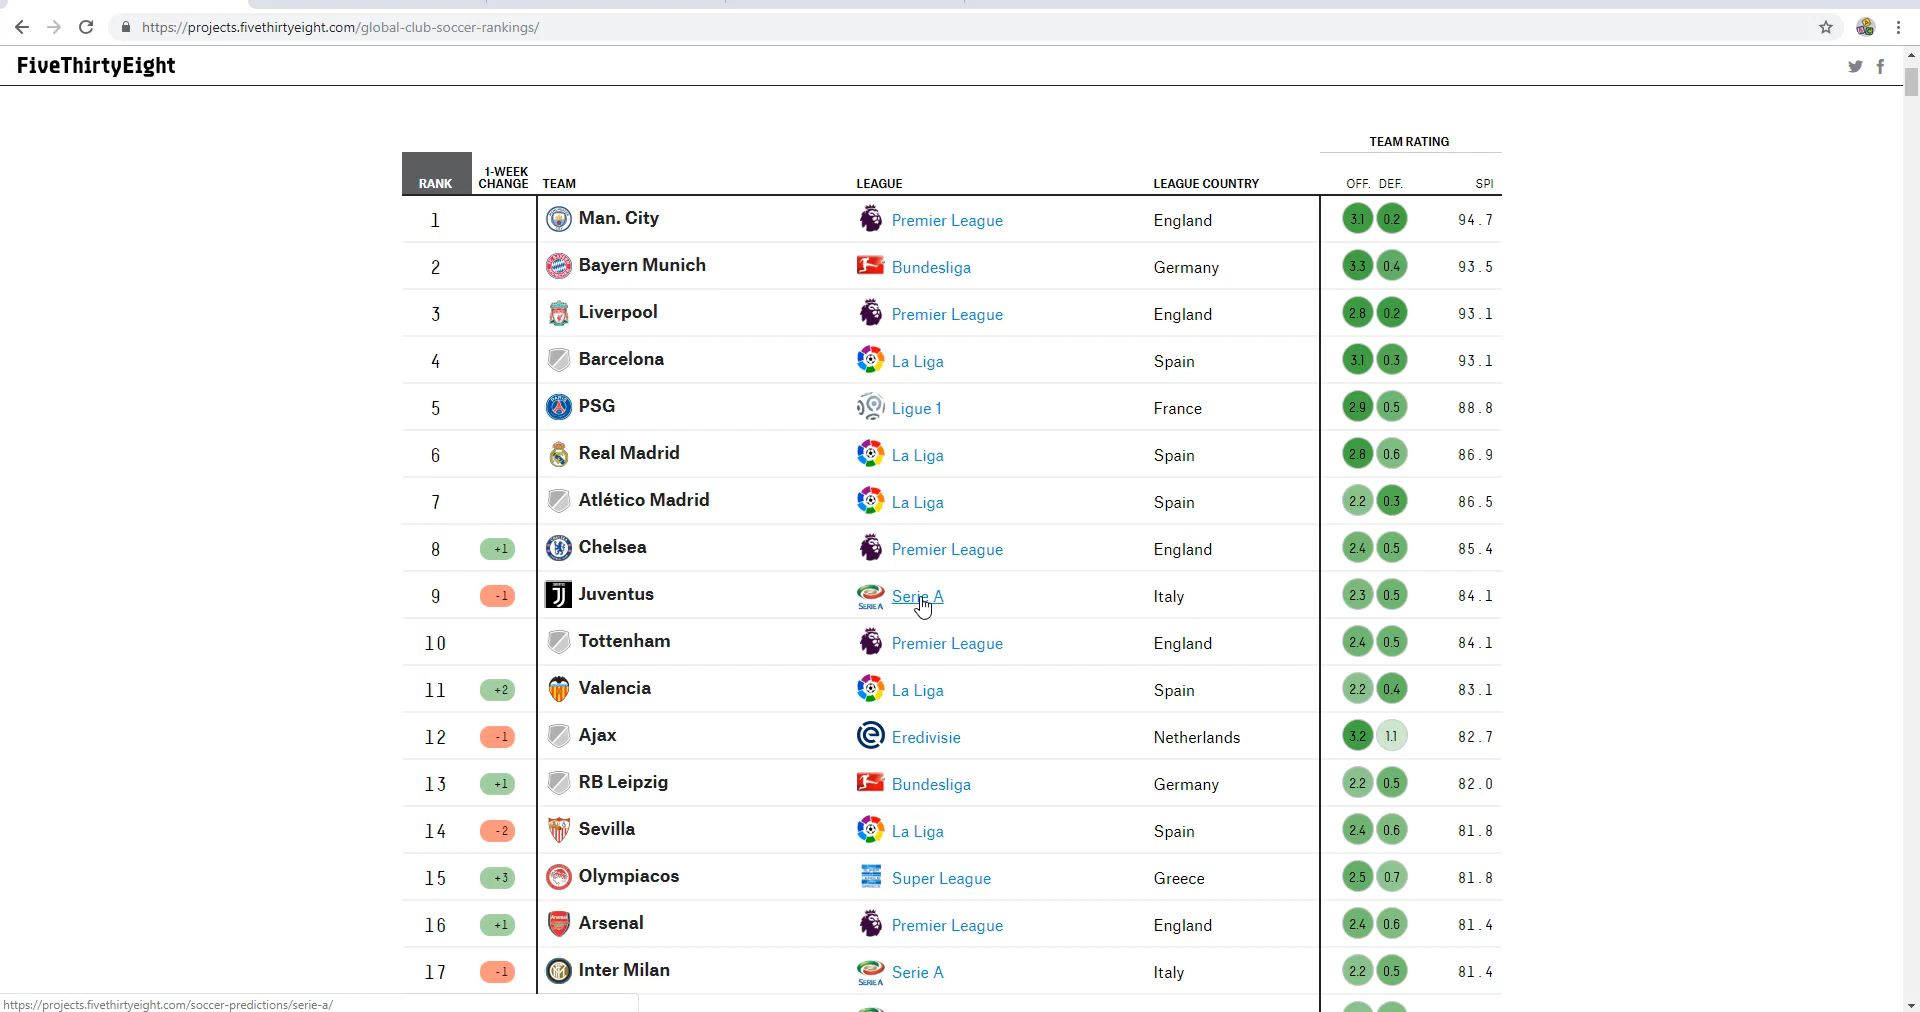 https://projects.fivethirtyeight.com/global-club-soccer-rankings/
FiveThirtyEight
TEAM RATING
RANK 1-WEEK CHANGE TEAM LEAGUE LEAGUE COUNTRY OFF. DEF. SPI
1 Man. City Premier League England 3.1 0.2 94.7
2 Bayern Munich Bundesliga Germany 3.3 0.4 93.5
3 Liverpool Premier League England 2.8 0.2 93.1
4 Barcelona La Liga Spain 3.1 0.3 93.1
5 PSG Ligue 1 France 2.9 0.5 88.8
6 Real Madrid La Liga Spain 2.8 0.6 86.9
7 Atlético Madrid La Liga Spain 2.2 0.3 86.5
8 +1 Chelsea Premier League England 2.4 0.5 85.4
9 -1 Juventus SERIE A Serie A Italy 2.3 0.5 84.1
10 Tottenham Premier League England 2.4 0.5 84.1
11 +2 Valencia La Liga Spain 2.2 0.4 83.1
12 -1 Ajax Eredivisie Netherlands 3.2 1.1 82.7
13 +1 RB Leipzig Bundesliga Germany 2.2 0.5 82.0
14 -2 Sevilla La Liga Spain 2.4 0.6 81.8
15 +3 Olympiacos Super League Greece 2.5 0.7 81.8
16 +1 Arsenal Premier League England 2.4 0.6 81.4
17 -1 Inter Milan SERIE A Serie A Italy 2.2 0.5 81.4
https://projects.fivethirtyeight.com/soccer-predictions/serie-a/